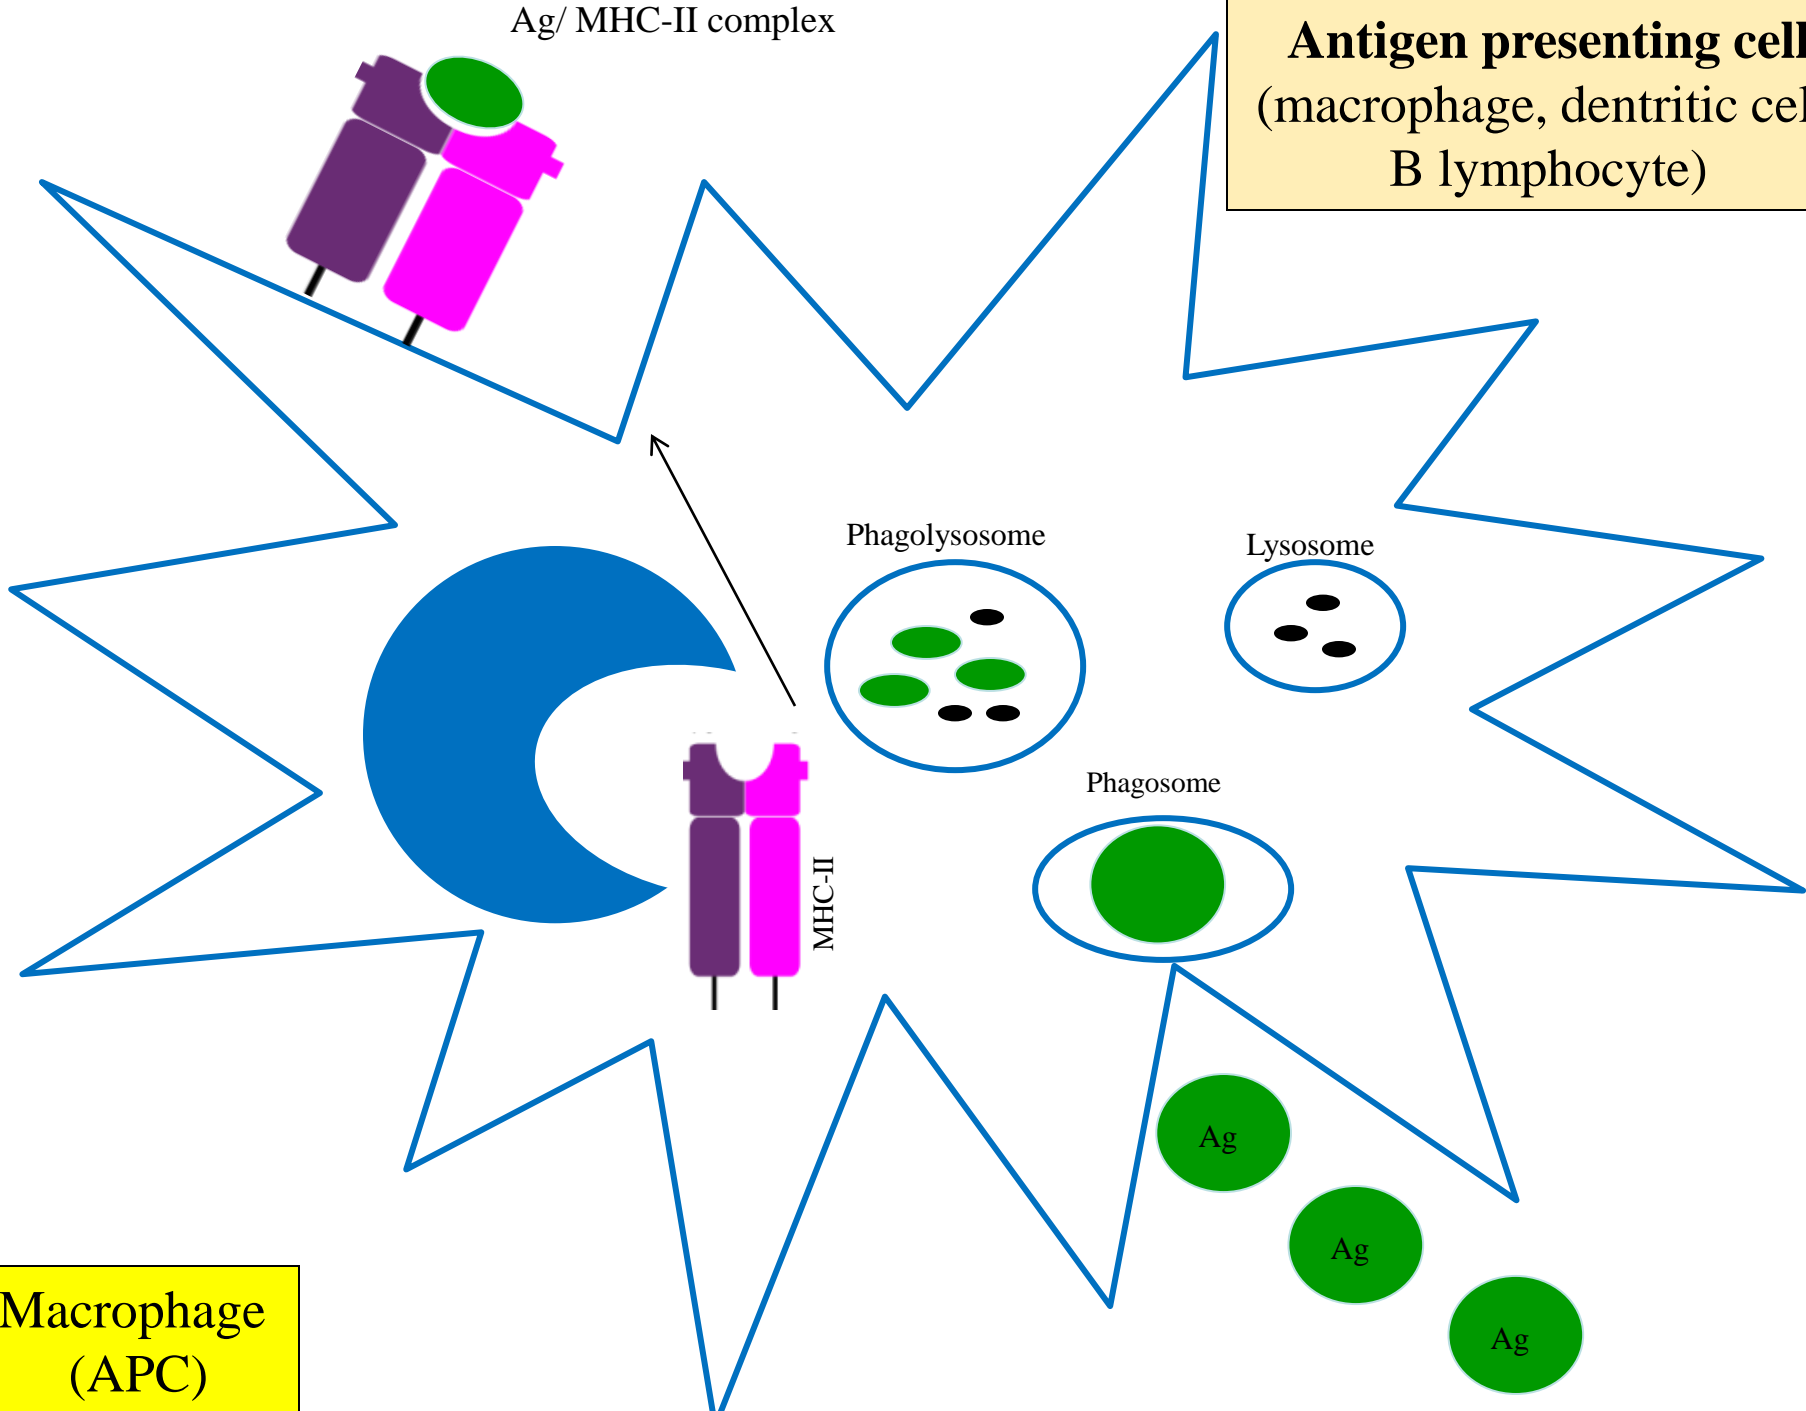 Ag/ MHC-II complex
Antigen presenting cell
(macrophage, dentritic cel
B lymphocyte)
Phagolysosome
Lysosome
Phagosome
MHC-II
Ag
Ag
Ag
Macrophage
(APC)